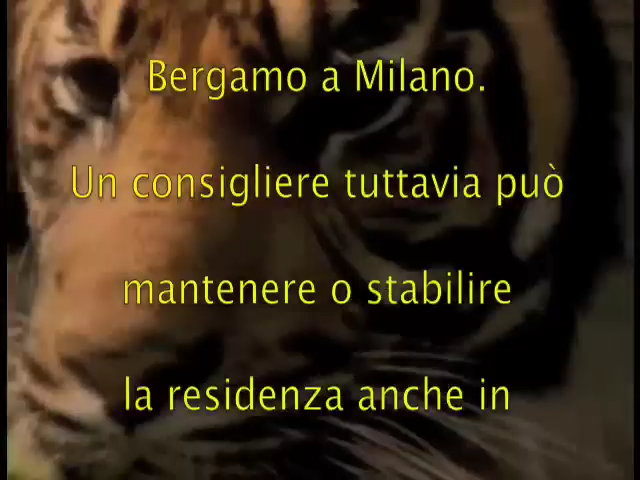 Bergamo a Milano.
Un consigliere tuttavia può
mantenere o stabilire
la residenza anche in